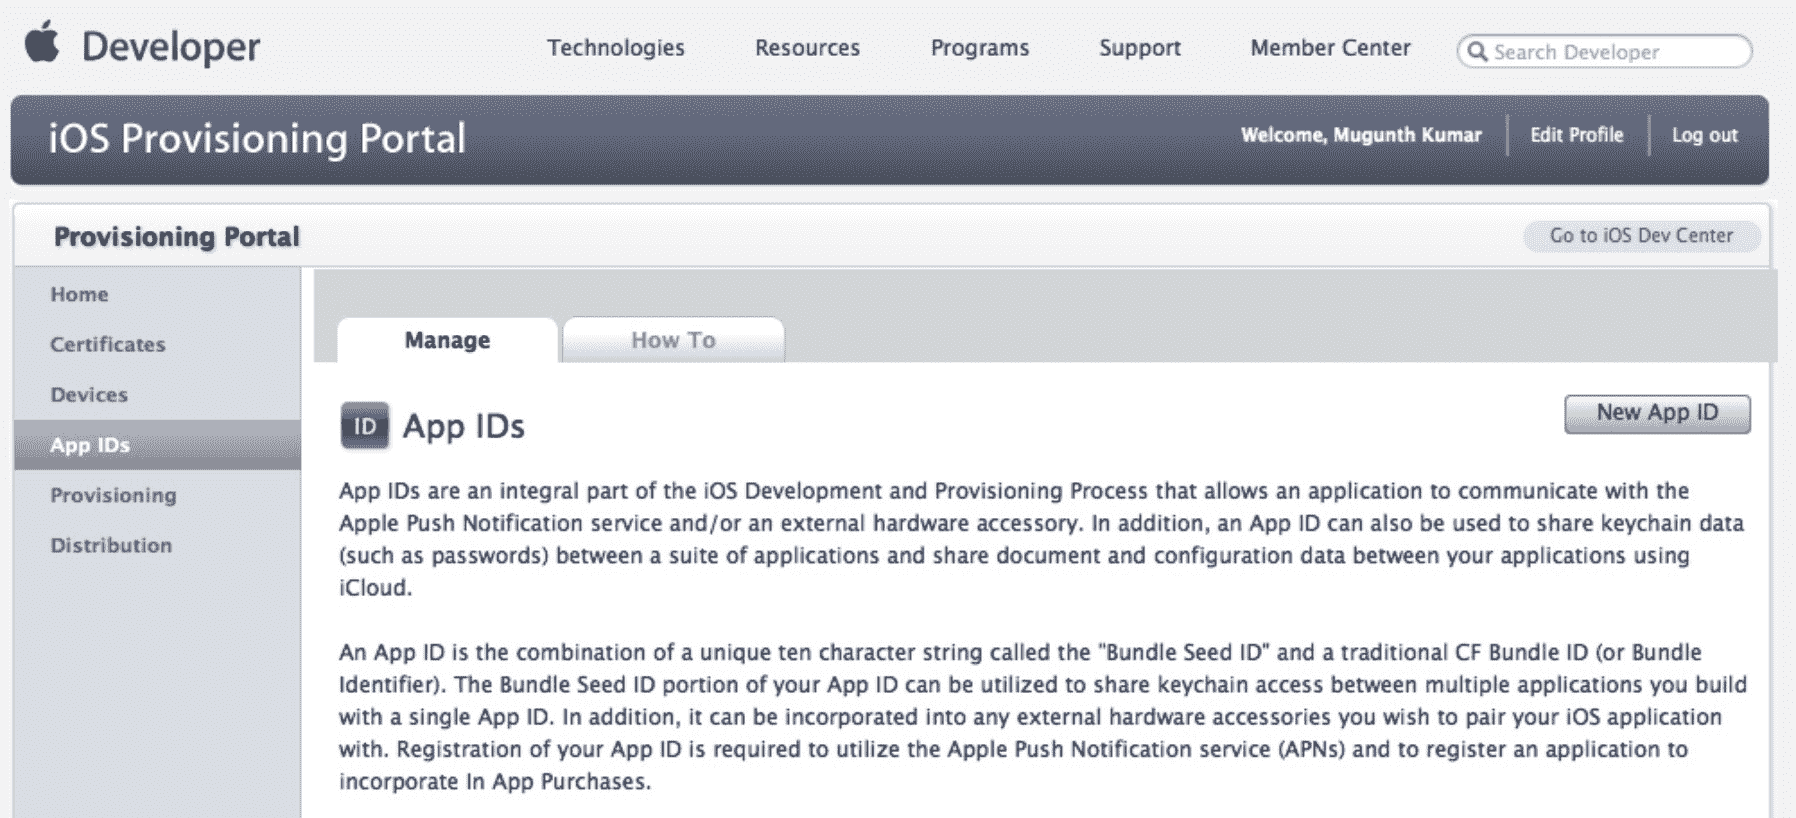 Developer
Technologies
Resources
Programs
Support
Member Center
Search Developer
iOS Provisioning Portal
Welcome, Mugunth Kumar
Edit Profile
Log out
Provisioning Portal
Go to iOS Dev Center
Home
Certificates
Devices
App IDs
Provisioning
Distribution
Manage
How To
ID
App IDs
New App ID
App IDs are an integral part of the iOS Development and Provisioning Process that allows an application to communicate with the
Apple Push Notification service and/or an external hardware accessory. In addition, an App ID can also be used to share keychain data
(such as passwords) between a suite of applications and share document and configuration data between your applications using
iCloud.
An App ID is the combination of a unique ten character string called the "Bundle Seed ID" and a traditional CF Bundle ID (or Bundle
Identifier). The Bundle Seed ID portion of your App ID can be utilized to share keychain access between multiple applications you build
with a single App ID. In addition, it can be incorporated into any external hardware accessories you wish to pair your iOS application
with. Registration of your App ID is required to utilize the Apple Push Notification service (APNs) and to register an application to
incorporate In App Purchases.